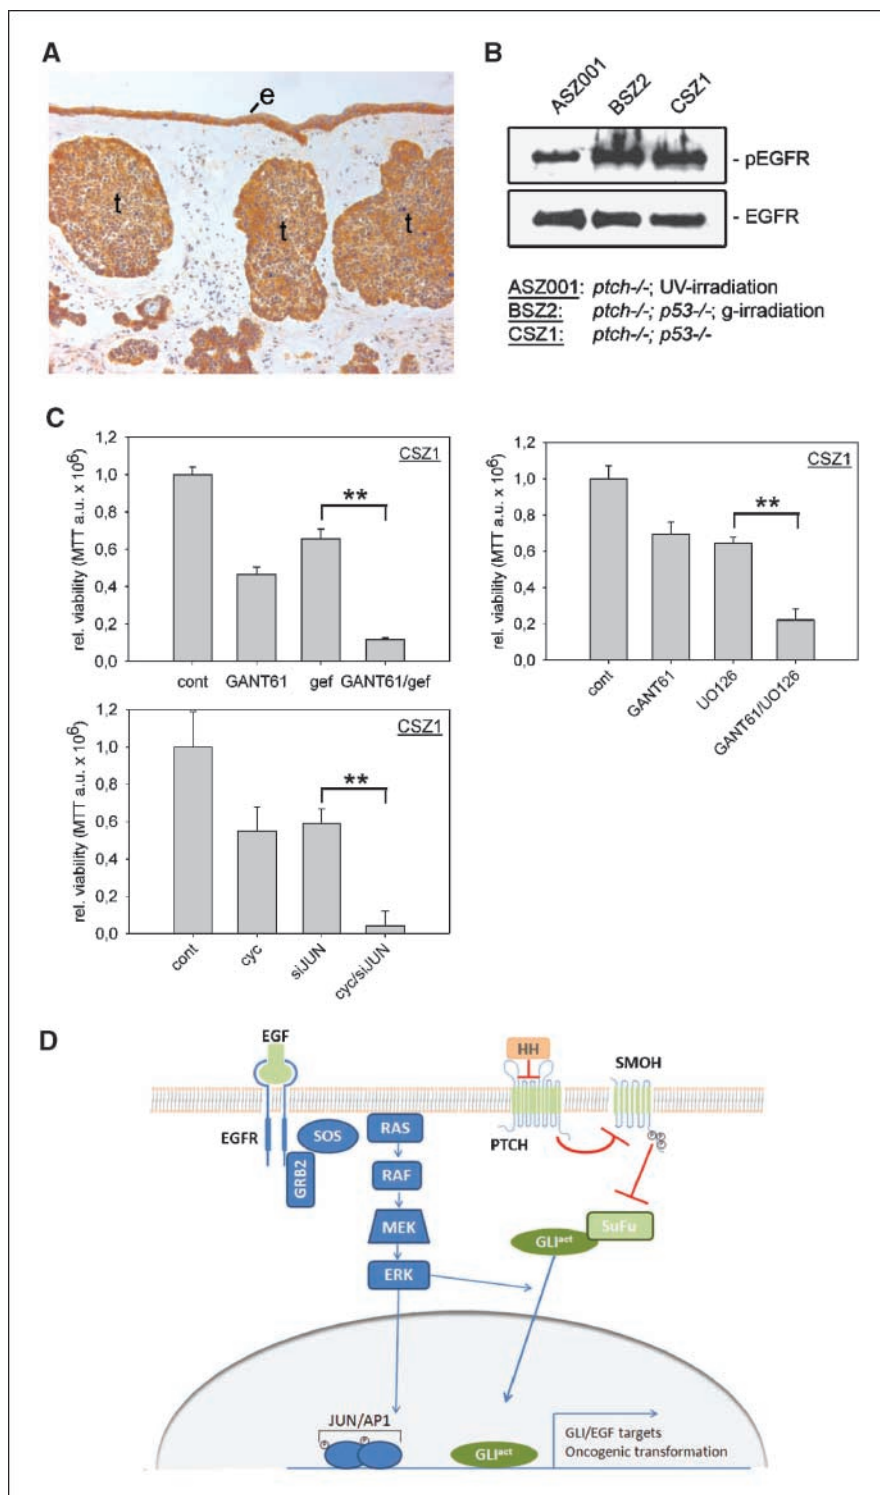 A
e
t
t
t
B
ASZ001 BSZ2 CSZ1
- pEGFR
- EGFR
ASZ001: ptch-/-; UV-irradiation
BSZ2: ptch-/-; p53-/-; g-irradiation
CSZ1: ptch-/-; p53-/-
C
rel. viability (MTT a.u. x 10⁶)
1,2
1,0
0,8
0,6
0,4
0,2
0,0
CSZ1
**
cont GANT61 gef GANT61/gef
rel. viability (MTT a.u. x 10⁶)
1,2
1,0
0,8
0,6
0,4
0,2
0,0
CSZ1
**
cont
GANT61
UO126
GANT61/UO126
rel. viability (MTT a.u. x 10⁶)
1,2
1,0
0,8
0,6
0,4
0,2
0,0
CSZ1
**
cont
cyc
siJUN
cyc/siJUN
D
EGF
HH
SMOH
EGFR
SOS
RAS
PTCH
GRB2
RAF
P
P
P
MEK
SuFu
GLIact
ERK
JUN/AP1
P
P
GLIact
GLI/EGF targets
Oncogenic transformation